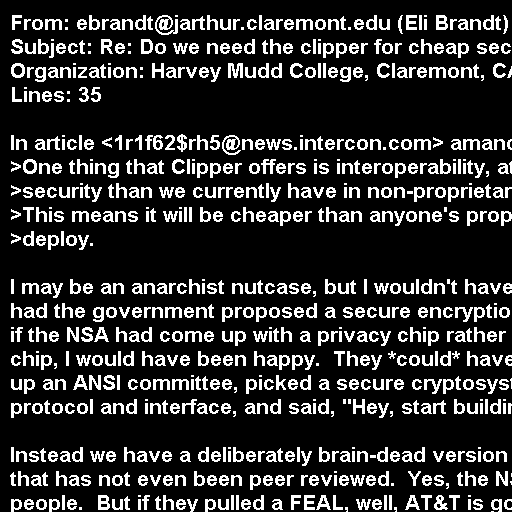 From: ebrandt@jarthur.claremont.edu (Eli Brandt)
Subject: Re: Do we need the clipper for cheap sec
Organization: Harvey Mudd College, Claremont, CA
Lines: 35

In article <1r1f62$rh5@news.intercon.com> amanc
>One thing that Clipper offers is interoperability, at
>security than we currently have in non-proprietar
>This means it will be cheaper than anyone's prop
>deploy.

I may be an anarchist nutcase, but I wouldn't have
had the government proposed a secure encryptio
if the NSA had come up with a privacy chip rather
chip, I would have been happy.  They *could* have
up an ANSI committee, picked a secure cryptosyst
protocol and interface, and said, "Hey, start buildin

Instead we have a deliberately brain-dead version
that has not even been peer reviewed.  Yes, the NS
people.  But if they pulled a FEAL, well, AT&T is go